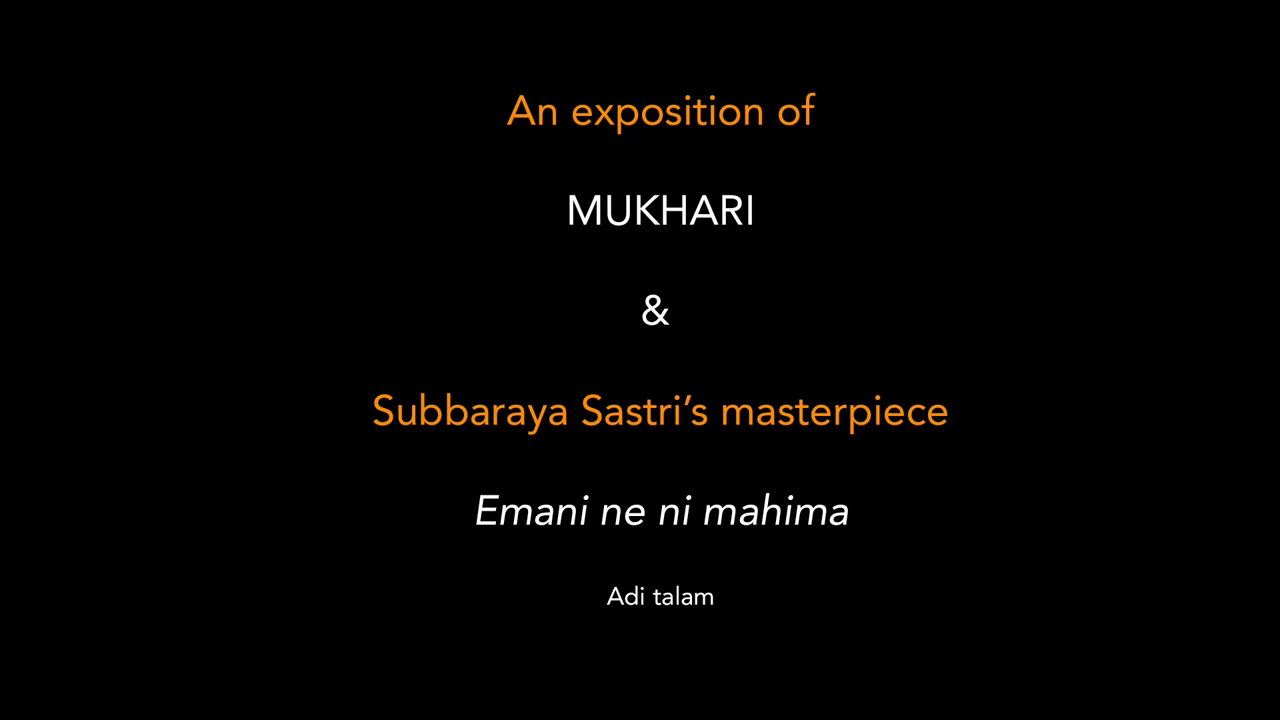 An exposition of
MUKHARI
&
Subbaraya Sastri’s masterpiece
Emani ne ni mahima
Adi talam